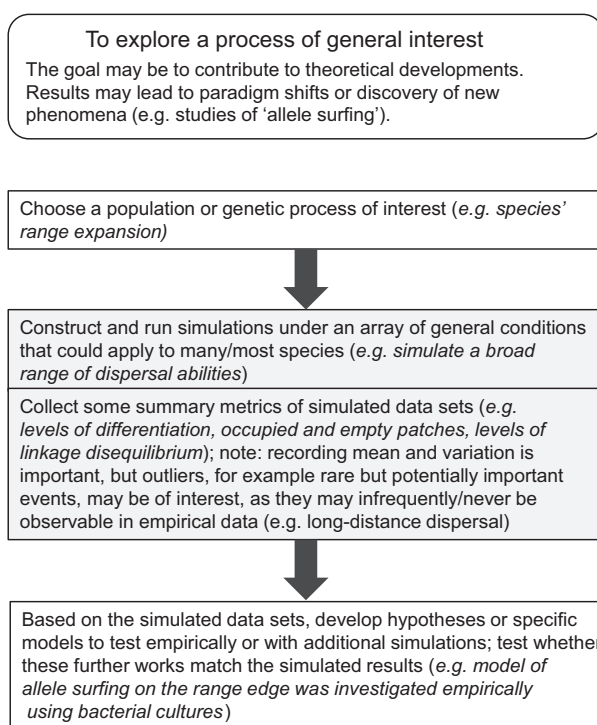 To explore a process of general interest
The goal may be to contribute to theoretical developments.
Results may lead to paradigm shifts or discovery of new
phenomena (e.g. studies of ‘allele surfing’).
Choose a population or genetic process of interest (e.g. species’
range expansion)
Construct and run simulations under an array of general conditions
that could apply to many/most species (e.g. simulate a broad
range of dispersal abilities)
Collect some summary metrics of simulated data sets (e.g.
levels of differentiation, occupied and empty patches, levels of
linkage disequilibrium); note: recording mean and variation is
important, but outliers, for example rare but potentially important
events, may be of interest, as they may infrequently/never be
observable in empirical data (e.g. long-distance dispersal)
Based on the simulated data sets, develop hypotheses or specific
models to test empirically or with additional simulations; test whether
these further works match the simulated results (e.g. model of
allele surfing on the range edge was investigated empirically
using bacterial cultures)